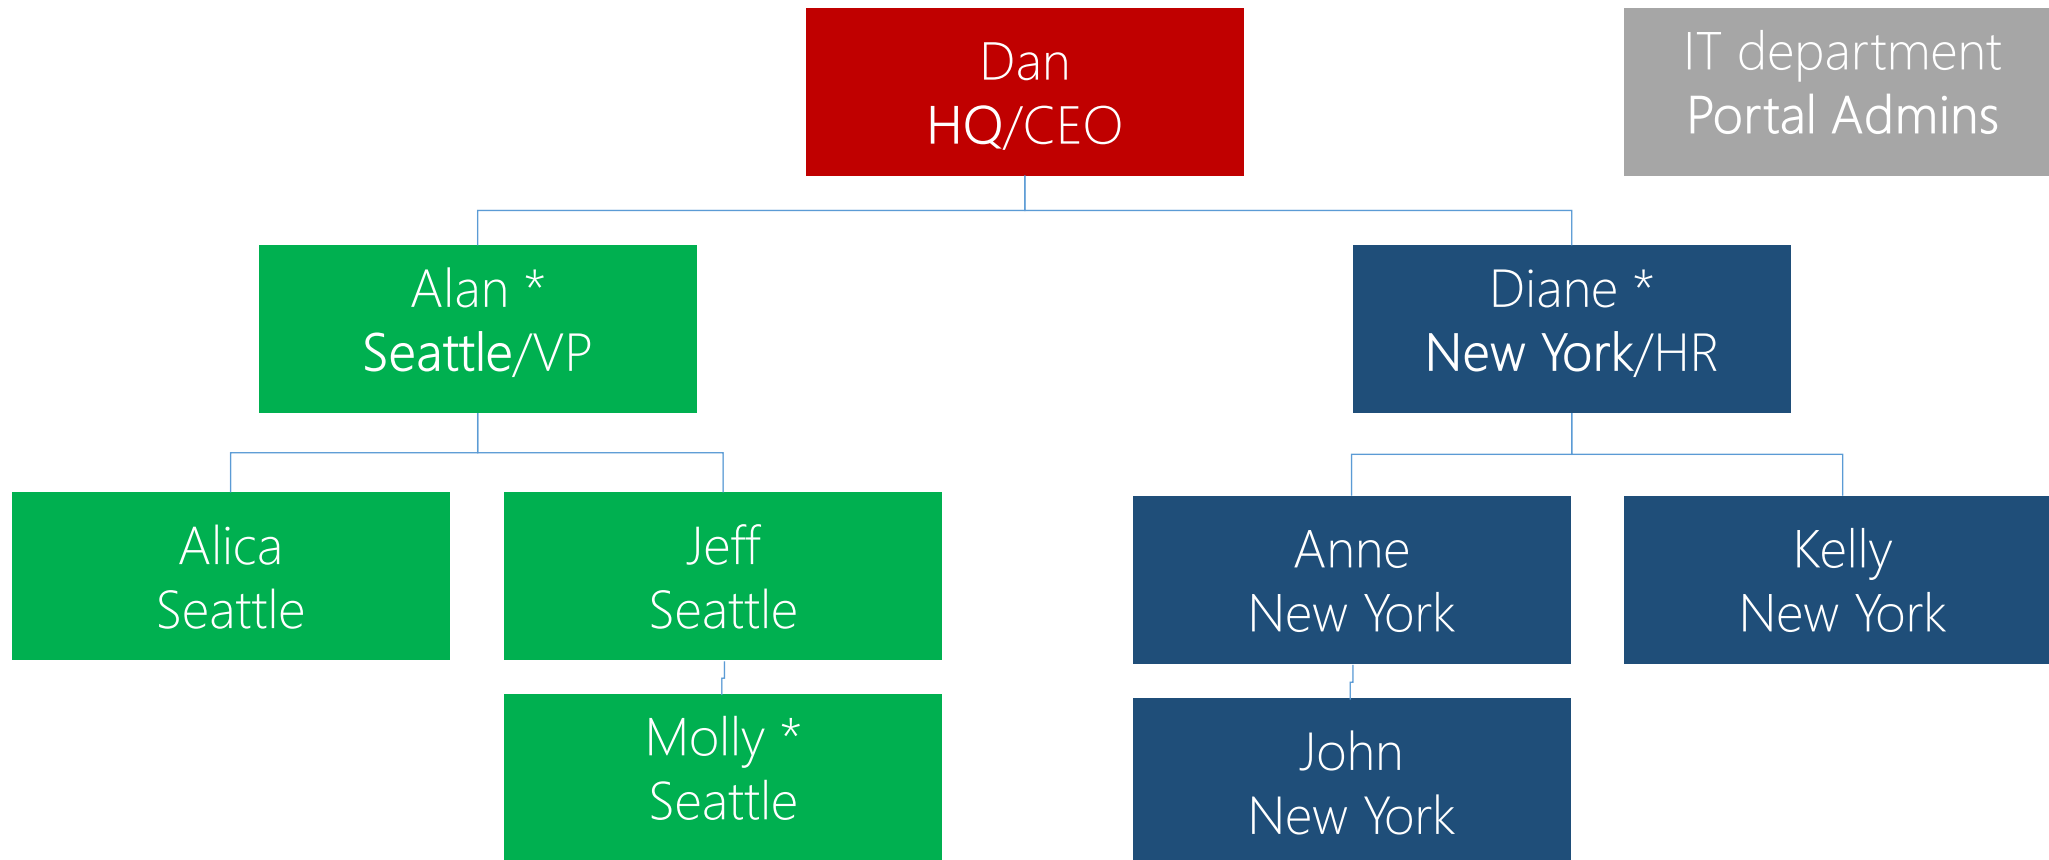 Dan
HQ/CEO
IT department
Portal Admins
Alan *
Seattle/VP
Diane *
New York/HR
Alica
Seattle
Jeff
Seattle
Anne
New York
Kelly
New York
Molly *
Seattle
John
New York